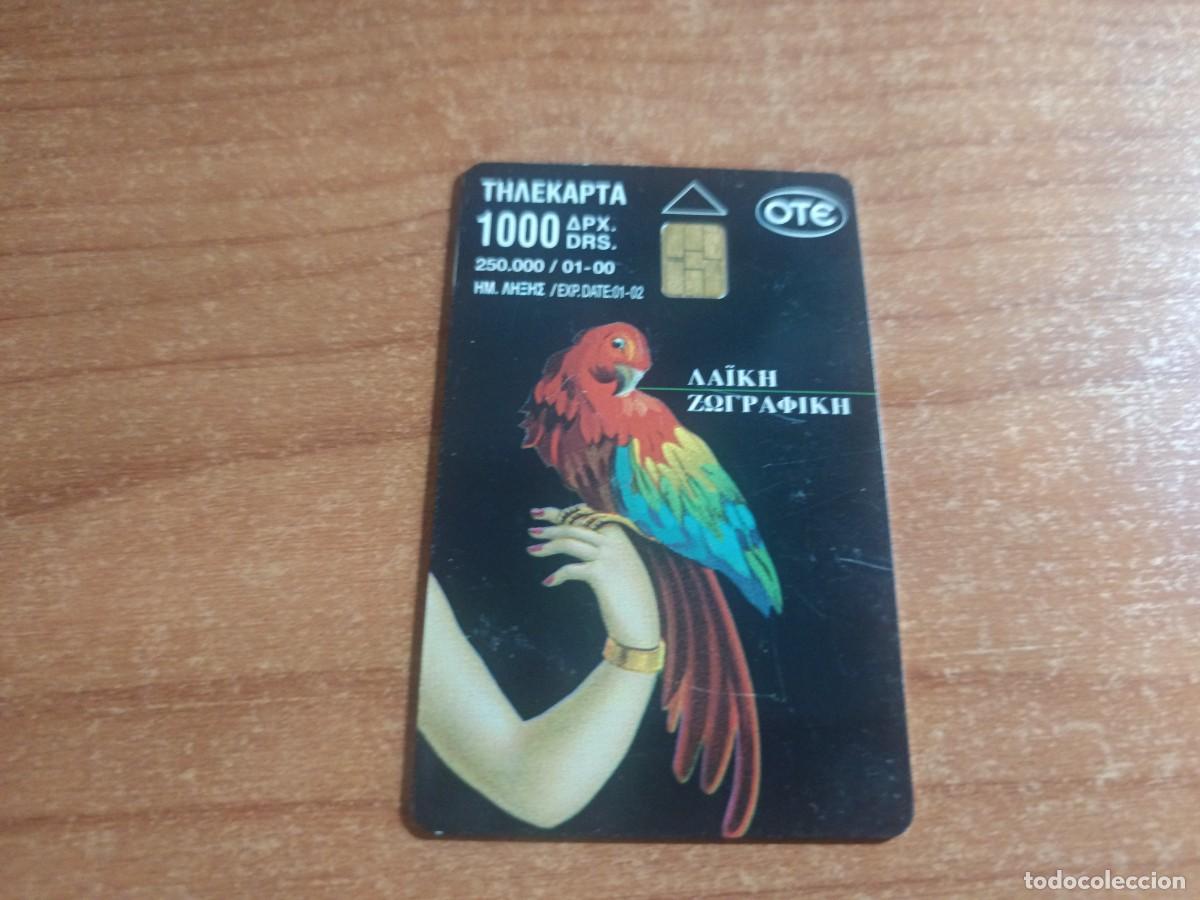 ΤΗΛΕΚΑΡΤΑ
1000 ΔΡΧ. DRS.
250.000 / 01-00
ΗΜ. ΛΗΞΗΣ /EXP.DATE:01-02
OTE
ΛΑΪΚΗ
ΖΩΓΡΑΦΙΚΗ
todocoleccion